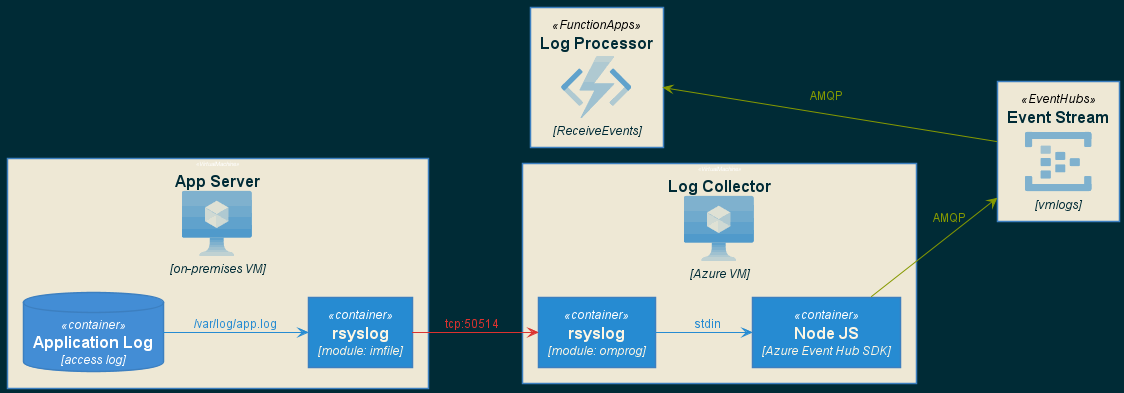 «FunctionApps»
Log Processor
[ReceiveEvents]
AMQP
«EventHubs»
Event Stream
[vmlogs]
AMQP
App Server
[on-premises VM]
«container»
Application Log
[access log]
/var/log/app.log
«container»
rsyslog
[module: imfile]
tcp:50514
Log Collector
[Azure VM]
«container»
rsyslog
[module: omprog]
stdin
«container»
Node JS
[Azure Event Hub SDK]